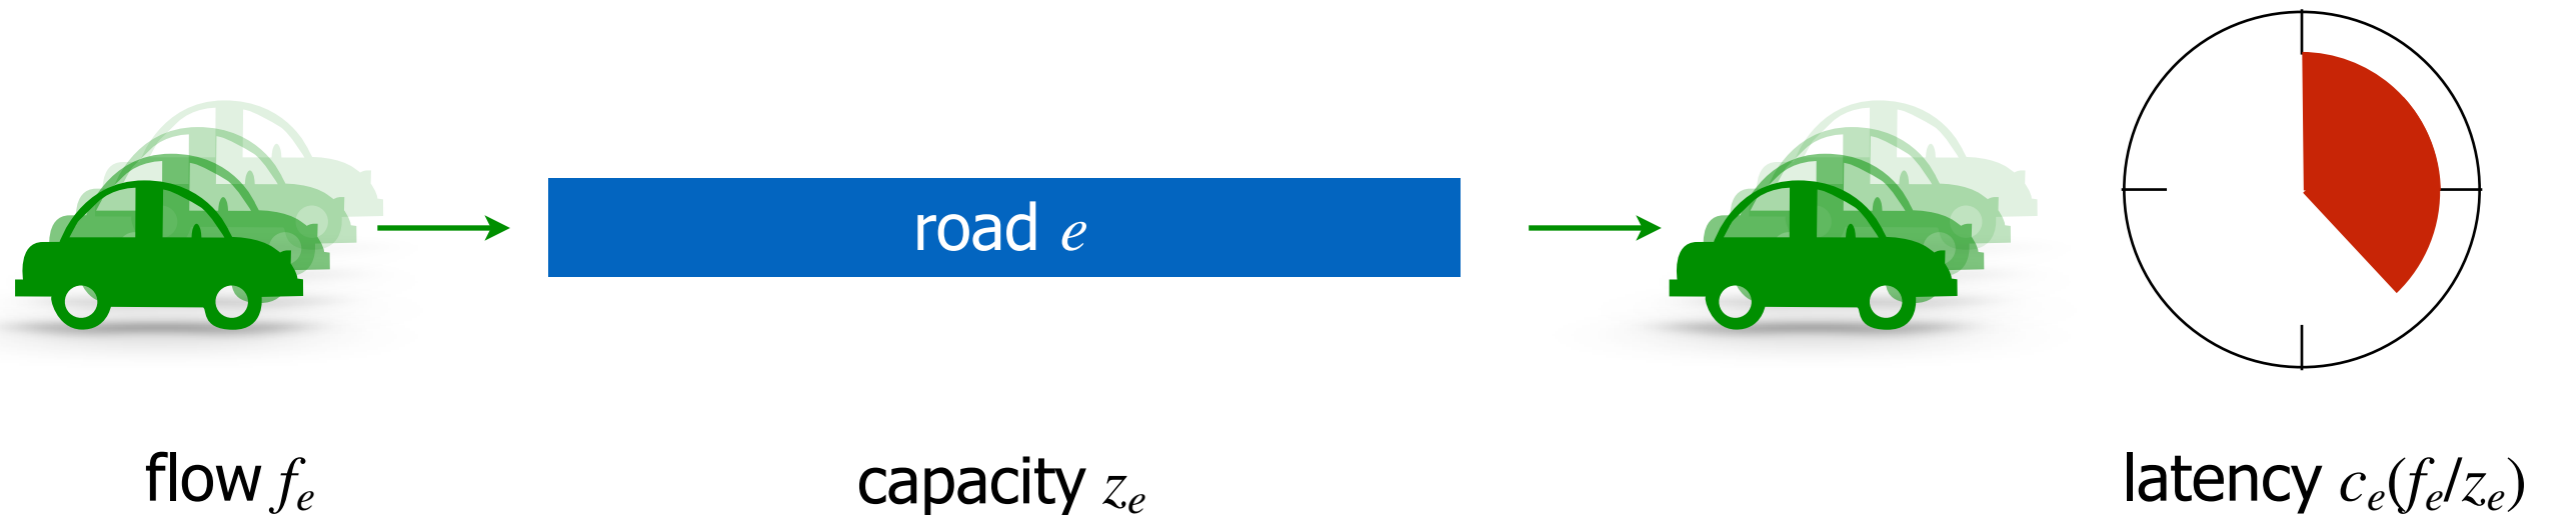 road e
flow fₑ
capacity zₑ
latency cₑ(fₑ/zₑ)